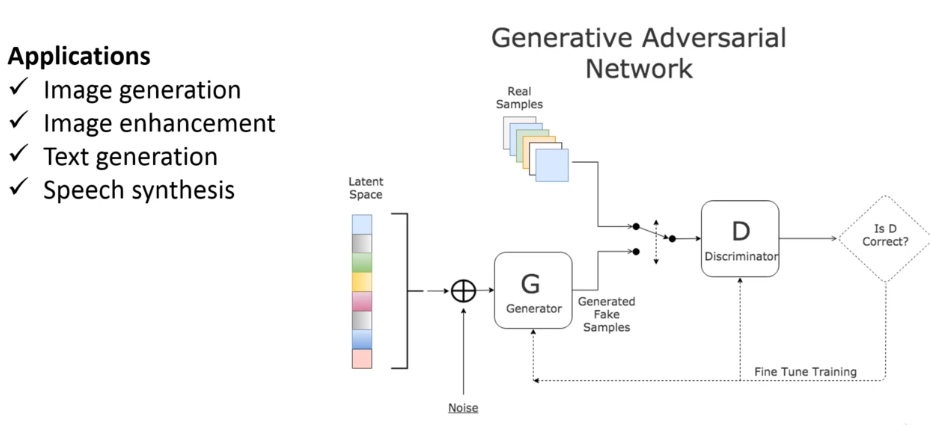 Applications
✓ Image generation
✓ Image enhancement
✓ Text generation
✓ Speech synthesis
Generative Adversarial
Network
Real
Samples
Latent
Space
G
Generator
Generated
Fake
Samples
D
Discriminator
Is D
Correct?
Fine Tune Training
Noise